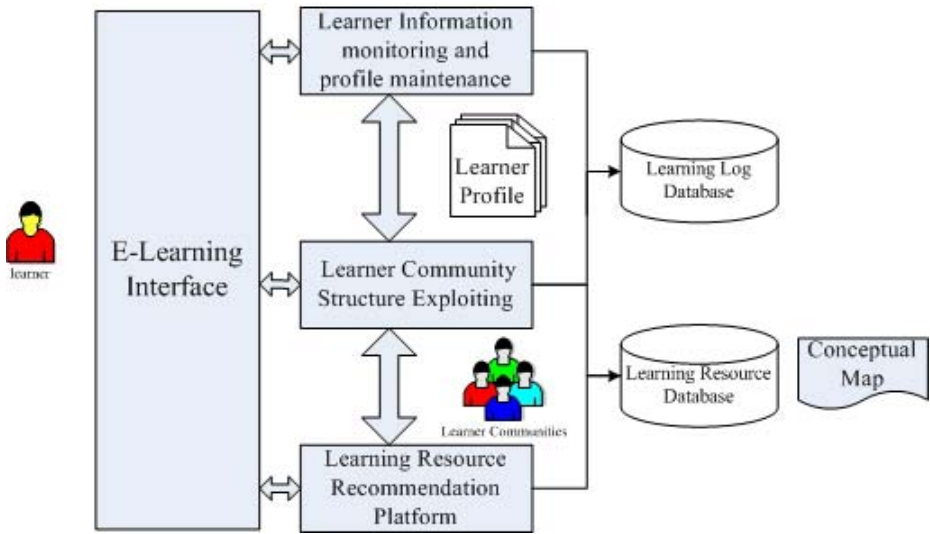 learner
E-Learning
Interface
Learner Information
monitoring and
profile maintenance
Learner
Profile
Learner Community
Structure Exploiting
Learner Communities
Learning Resource
Recommendation
Platform
Learning Log
Database
Learning Resource
Database
Conceptual
Map